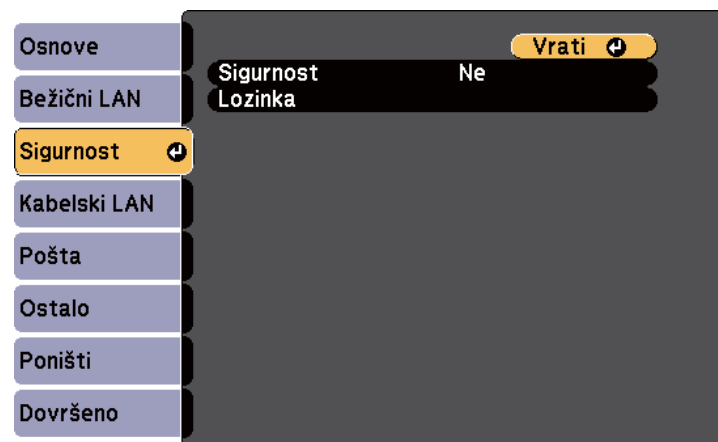 Osnove
Bežični LAN
Sigurnost
Kabelski LAN
Pošta
Ostalo
Poništi
Dovršeno
Vrati
Sigurnost Ne
Lozinka